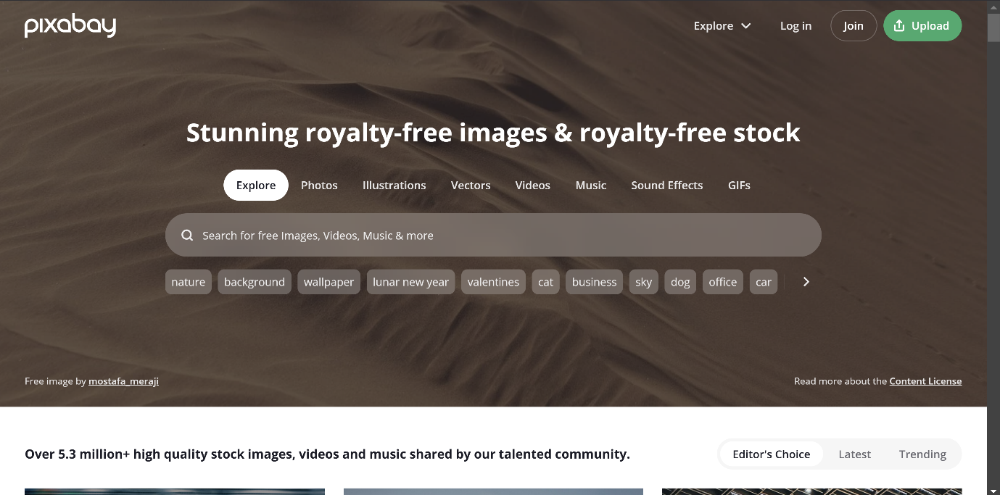 pixabay
Explore Log in Join Upload
Stunning royalty-free images & royalty-free stock
Explore Photos Illustrations Vectors Videos Music Sound Effects GIFs
Search for free Images, Videos, Music & more
nature background wallpaper lunar new year valentines cat business sky dog office car
Free image by mostafa_meraji Read more about the Content License
Over 5.3 million+ high quality stock images, videos and music shared by our talented community.
Editor's Choice Latest Trending